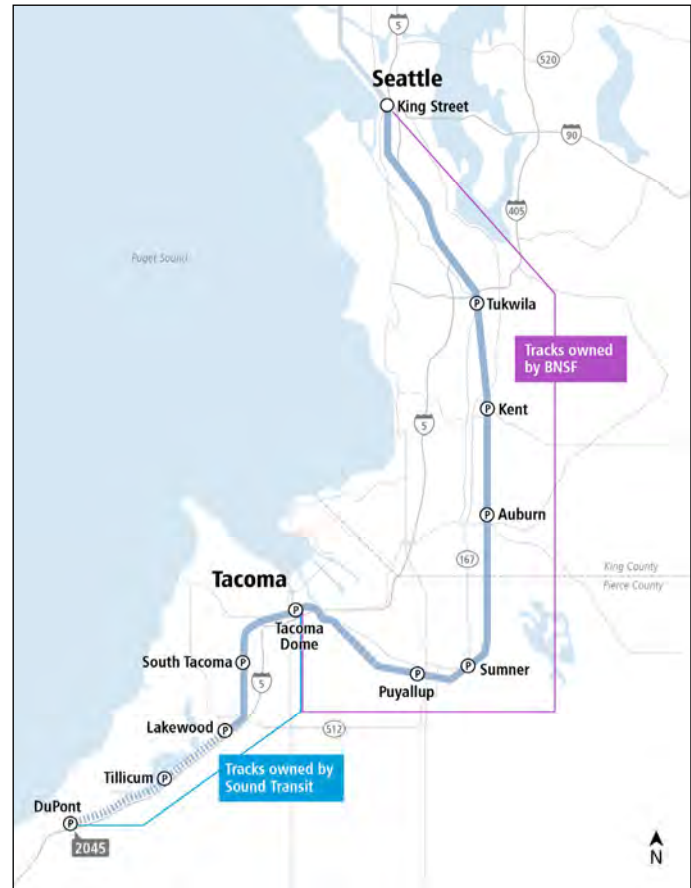 5
520
Seattle
King Street
90
405
Puget Sound
Tukwila
Tracks owned
by BNSF
Kent
5
Auburn
167
King County
Pierce County
Tacoma
Tacoma
Dome
South Tacoma
Sumner
5
Puyallup
Lakewood
512
Tracks owned by
Sound Transit
Tillicum
DuPont
2045
N
P
P
P
P
P
P
P
P
P
P